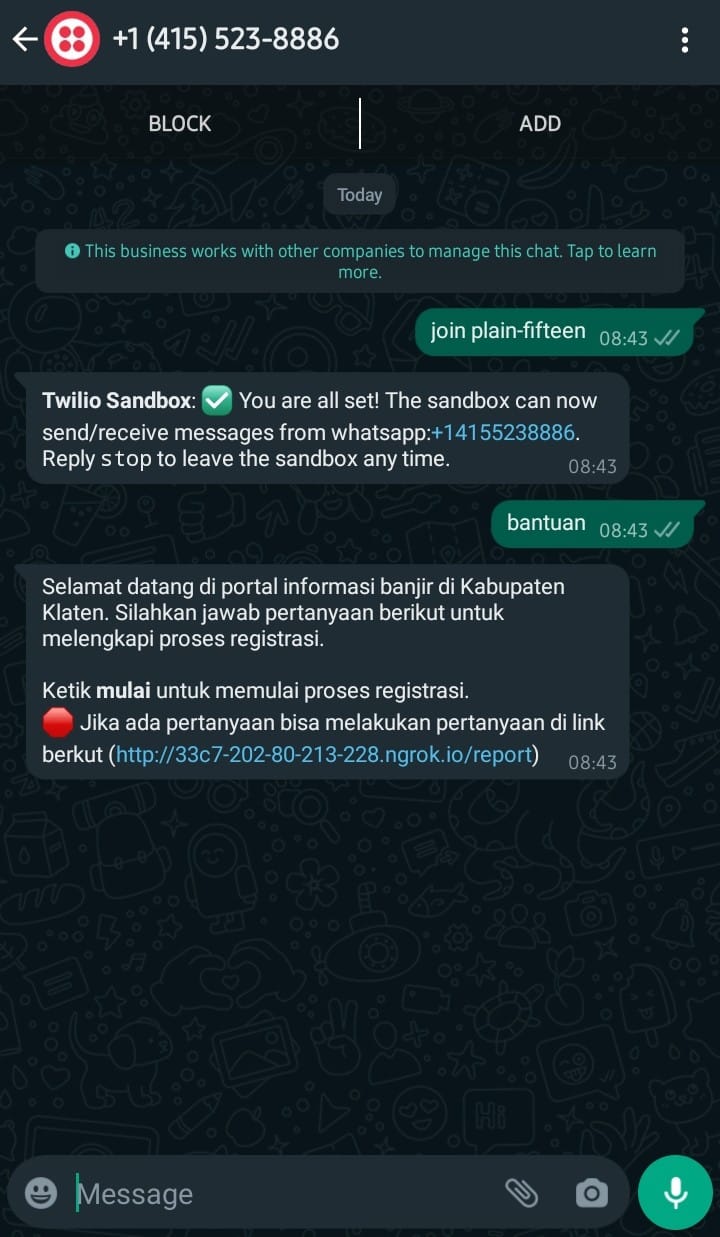 +1 (415) 523-8886
BLOCK
ADD
Today
This business works with other companies to manage this chat. Tap to learn
more.
join plain-fifteen 08:43
Twilio Sandbox: ✅ You are all set! The sandbox can now
send/receive messages from whatsapp:+14155238886.
Reply stop to leave the sandbox any time. 08:43
bantuan 08:43
Selamat datang di portal informasi banjir di Kabupaten
Klaten. Silahkan jawab pertanyaan berikut untuk
melengkapi proses registrasi.
Ketik mulai untuk memulai proses registrasi.
🛑 Jika ada pertanyaan bisa melakukan pertanyaan di link
berkut (http://33c7-202-80-213-228.ngrok.io/report) 08:43
Message